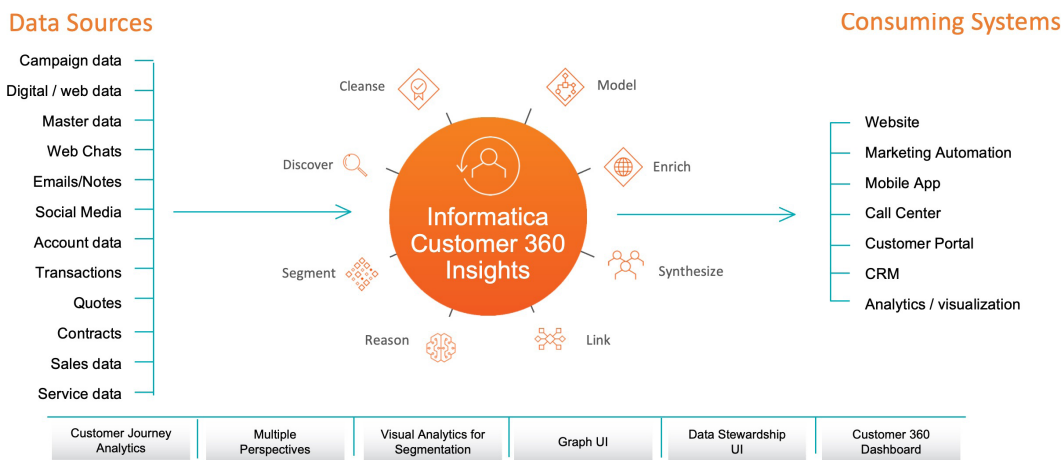 Data Sources
Campaign data
Digital / web data
Master data
Web Chats
Emails/Notes
Social Media
Account data
Transactions
Quotes
Contracts
Sales data
Service data
Cleanse
Discover
Segment
Reason
Informatica
Customer 360
Insights
Model
Enrich
Synthesize
Link
Consuming Systems
Website
Marketing Automation
Mobile App
Call Center
Customer Portal
CRM
Analytics / visualization
Customer Journey
Analytics
Multiple
Perspectives
Visual Analytics for
Segmentation
Graph UI
Data Stewardship
UI
Customer 360
Dashboard